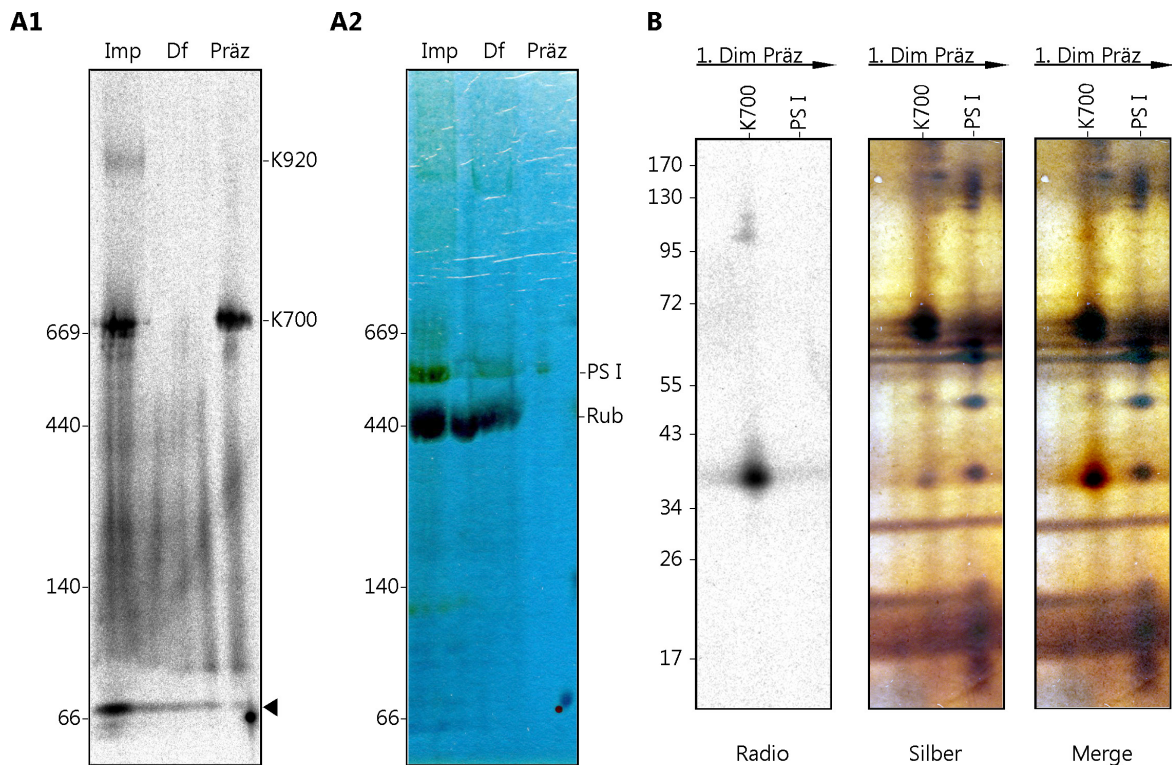 A1
Imp Df Präz
K920
K700
669
440
140
66
A2
Imp Df Präz
669
440
140
66
PS I
Rub
B
1. Dim Präz
1. Dim Präz
1. Dim Präz
K700
PS I
K700
PS I
K700
PS I
170
130
95
72
55
43
34
26
17
Radio
Silber
Merge